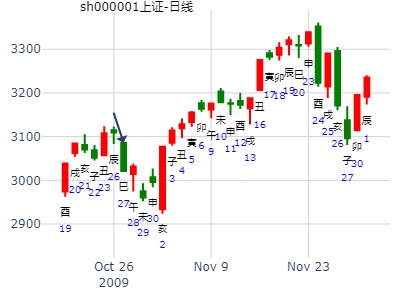 sh000001上证-日线
3300
3200
3100
3000
2900
酉
19
戌
20
亥
21
子
22
丑
23
辰
26
巳
27
午
28
未
29
申
30
亥
2
子
3
丑
4
寅
5
卯
6
午
9
未
10
申
11
酉
12
戌
13
丑
16
寅
17
卯
18
辰
19
巳
20
申
23
酉
24
戌
25
亥
26
子
27
卯
30
辰
1
Oct 26
2009
Nov 9
Nov 23